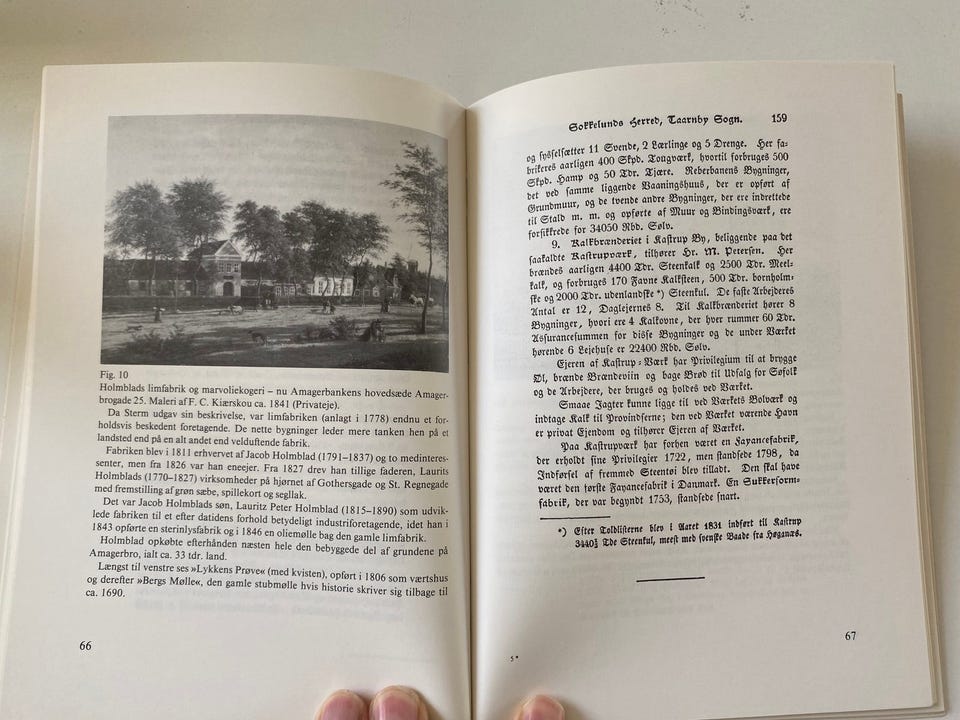 Fig. 10
Holmblads limfabrik og marvoliekogeri – nu Amagerbankens hovedsæde Amager-
brogade 25. Maleri af F. C. Kiærskou ca. 1841 (Privateje).
Da Sterm udgav sin beskrivelse, var limfabrikken (anlagt i 1778) endnu et for-
holdsvis beskedent foretagende. De nette bygninger leder mere tanken hen på et
landsted end på en alt andet end velduftende fabrik.
Fabriken blev i 1811 erhvervet af Jacob Holmblad (1791-1837) og to medinteres-
senter, men fra 1826 var han eneejer. Fra 1827 drev han tillige faderen, Laurits
Holmblads (1770-1827) virksomheder på hjørnet af Gothersgade og St. Regnegade
med fremstilling af grøn sæbe, spillekort og segllak.
Det var Jacob Holmblads søn, Lauritz Peter Holmblad (1815-1890) som udvik-
lede fabriken til et efter datidens forhold betydeligt industriforetagende, idet han i
1843 opførte en sterinlysfabrik og i 1846 en oliemølle bag den gamle limfabrik.
Holmblad opkøbte efterhånden næsten hele den bebyggede del af grundene på
Amagerbro, ialt ca. 33 tdr. land.
Længst til venstre ses »Lykkens Prøve« (med kvisten), opført i 1806 som værtshus
og derefter »Bergs Mølle«, den gamle stubmølle hvis historie skriver sig tilbage til
ca. 1690.
66
Sokkelunds Herred, Taarnby Sogn. 159
og sysselsætter 11 Svende, 2 Lærlinge og 5 Drenge. Her fa-
brikeres aarligen 400 Skpd. Tougværk, hvortil forbruges 500
Skpd. Hamp og 50 Tdr. Tjære. Reberbanens Bygninger,
det ved samme liggende Vaaningshuus, der er opført af
Grundmuur, og de tvende andre Bygninger, der ere indrettede
til Stald m. m. og opførte af Muur og Bindingsværk, ere
forsikkrede for 34050 Rbd. Sølv.
9. Kalkbrænderiet i Kastrup By, beliggende paa det
saakaldte Kastrupværk, tilhører Hr. M. Petersen. Her
brændes aarligen 4400 Tdr. Steenkalk og 2500 Tdr. Meel-
kalk, og forbruges 170 Favne Kalksteen, 500 Tdr. bornholm-
ske og 2000 Tdr. udenlandske *) Steenkul. De faste Arbejderes
Antal er 12, Daglejernes 8. Til Kalkbrænderiet hører 8
Bygninger, hvori ere 4 Kalkovne, der hver rummer 60 Tdr.
Assurancesummen for disse Bygninger og de under Værket
hørende 6 Lejehuse er 22400 Rbd. Sølv.
Ejeren af Kastrup-Værk har Privilegium til at brygge
Øl, brænde Brændeviin og bage Brød til Udsalg for Søfolk
og de Arbejdere, der bruges og holdes ved Værket.
Smaae Jagter kunne ligge til ved Værkets Bolværk og
indtage Kalk til Provindserne; den ved Værket værende Havn
er privat Ejendom og tilhører Ejeren af Værket.
Paa Kastrupværk har forhen været en Fayancefabrik,
der erholdt sine Privilegier 1722, men standsede 1798, da
Indførsel af fremmed Steentøi blev tilladt. Den skal have
været den første Fayancefabrik i Danmark. En Sukkerform-
fabrik, der var begyndt 1753, standsede snart.
*) Efter Toldlisterne blev i Aaret 1831 indført til Kastrup
3440¾ Tde Steenkul, meest med svenske Baade fra Høganæs.
67
5*